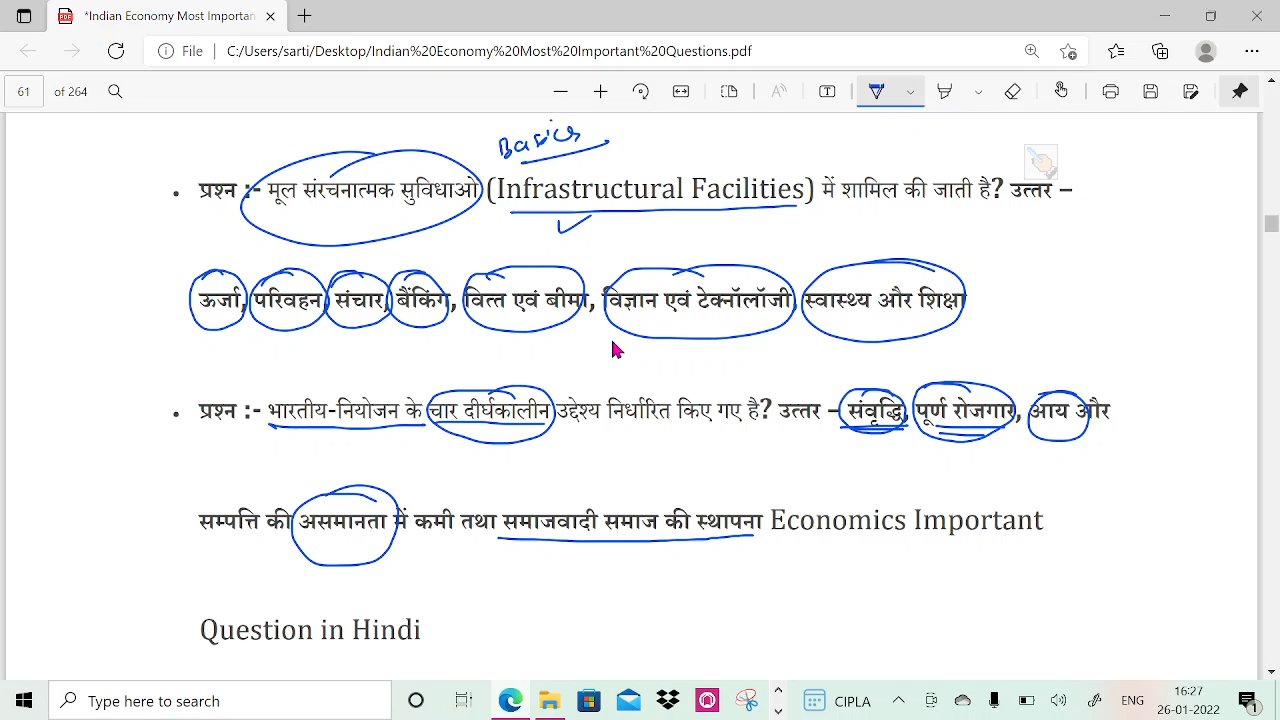 *Indian Economy Most Importan
File C:/Users/sarti/Desktop/Indian%20Economy%20Most%20Important%20Questions.pdf
61 of 264
Basics
• प्रश्न :- मूल संरचनात्मक सुविधाओं (Infrastructural Facilities) में शामिल की जाती है? उत्तर –
ऊर्जा, परिवहन, संचार, बैंकिंग, वित्त एवं बीमा, विज्ञान एवं टेक्नॉलॉजी, स्वास्थ्य और शिक्षा
• प्रश्न :- भारतीय-नियोजन के चार दीर्घकालीन उद्देश्य निर्धारित किए गए है? उत्तर – संवृद्धि, पूर्ण रोजगार, आय और
सम्पत्ति की असमानता में कमी तथा समाजवादी समाज की स्थापना Economics Important
Question in Hindi
Type here to search
CIPLA
ENG
16:27
26-01-2022
1